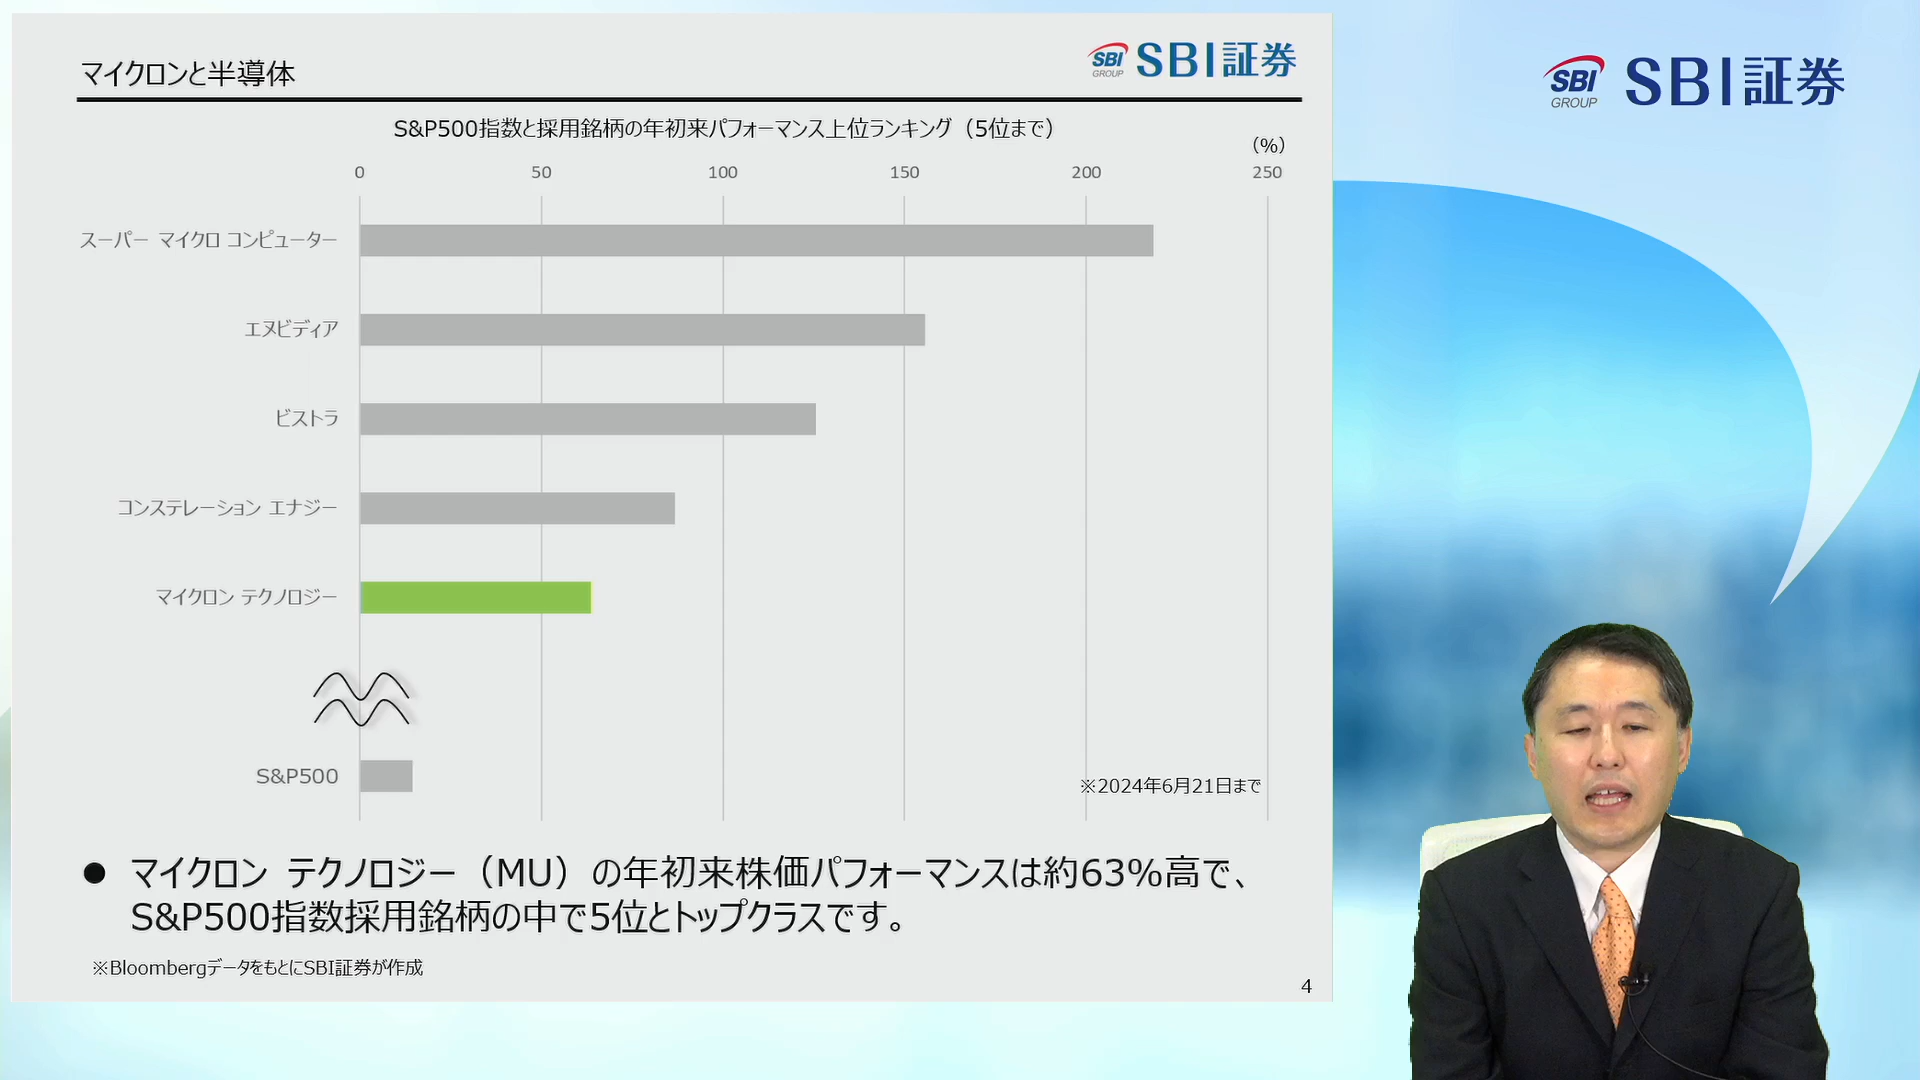 マイクロンと半導体
SBI GROUP SBI証券
SBI GROUP SBI証券
S&P500指数と採用銘柄の年初来パフォーマンス上位ランキング（5位まで）
（%）
0 50 100 150 200 250
スーパー マイクロ コンピューター
エヌビディア
ビストラ
コンステレーション エナジー
マイクロン テクノロジー
S&P500
※2024年6月21日まで
● マイクロン テクノロジー（MU）の年初来株価パフォーマンスは約63%高で、
S&P500指数採用銘柄の中で5位とトップクラスです。
※BloombergデータをもとにSBI証券が作成
4